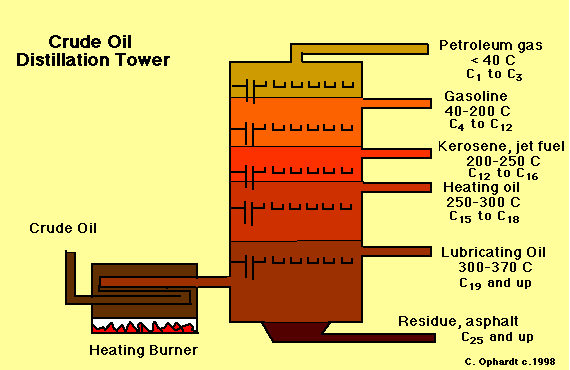 Crude Oil
Distillation Tower
Petroleum gas
< 40 C
C₁ to C₃
Gasoline
40-200 C
C₄ to C₁₂
Kerosene, jet fuel
200-250 C
C₁₂ to C₁₆
Heating oil
250-300 C
C₁₅ to C₁₈
Crude Oil
Lubricating Oil
300-370 C
C₁₉ and up
Residue, asphalt
C₂₅ and up
Heating Burner
C. Ophardt c.1998